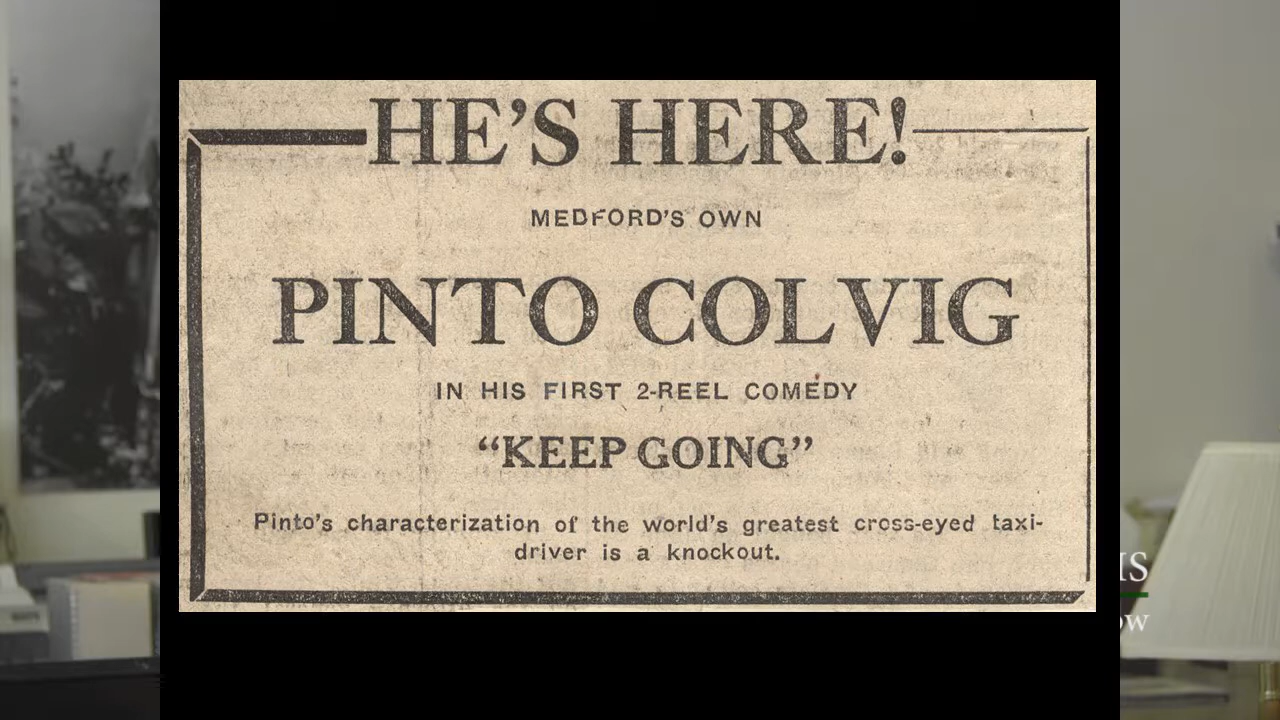 HE'S HERE!
MEDFORD'S OWN
PINTO COLVIG
IN HIS FIRST 2-REEL COMEDY
“KEEP GOING”
Pinto's characterization of the world's greatest cross-eyed taxi-
driver is a knockout.